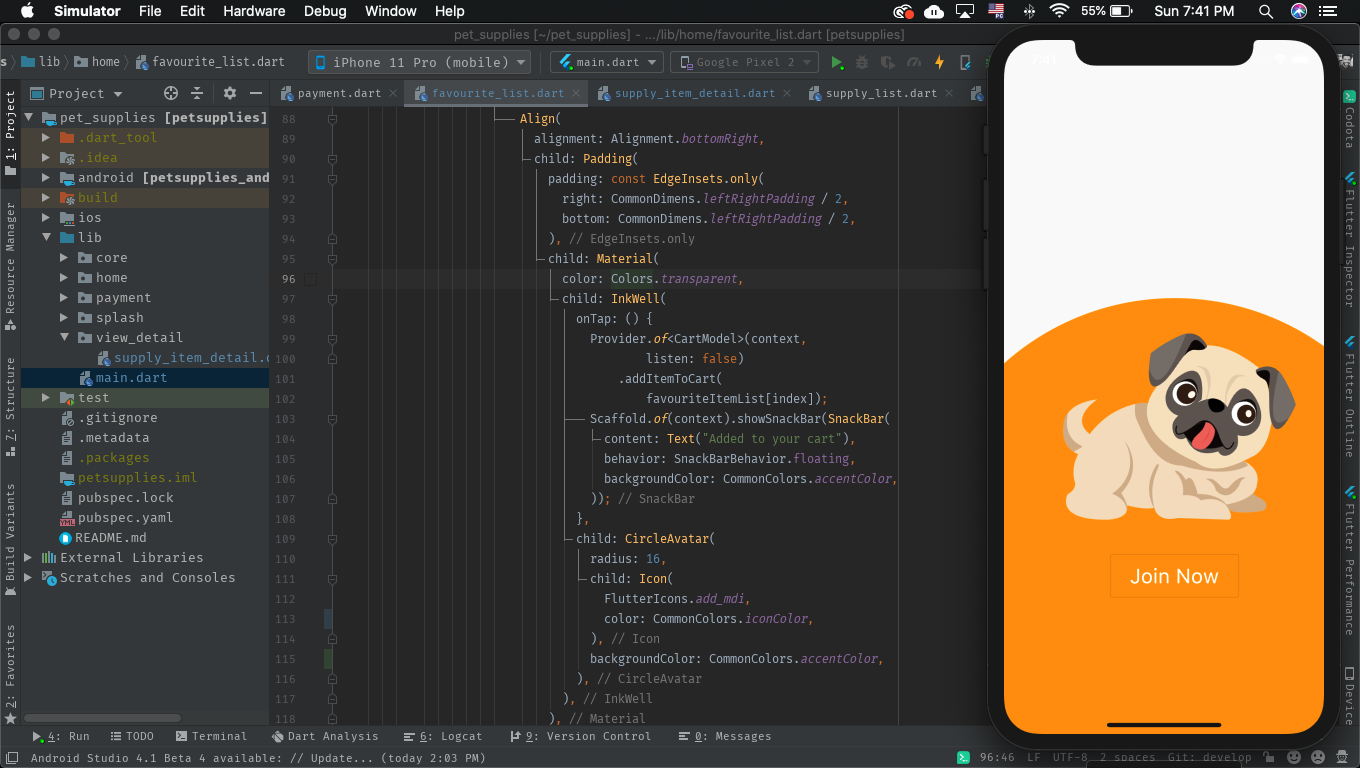 Simulator File Edit Hardware Debug Window Help 55% Sun 7:41 PM
pet_supplies [~/pet_supplies] - .../lib/home/favourite_list.dart [petsupplies]
s lib home favourite_list.dart iPhone 11 Pro (mobile) main.dart Google Pixel 2
Project payment.dart favourite_list.dart supply_item_detail.dart supply_list.dart
1: Project
Resource Manager
7: Structure
Build Variants
2: Favorites
pet_supplies [petsupplies]
.dart_tool
.idea
android [petsupplies_and
build
ios
lib
core
home
payment
splash
view_detail
supply_item_detail.d
main.dart
test
.gitignore
.metadata
.packages
petsupplies.iml
pubspec.lock
pubspec.yaml
README.md
External Libraries
Scratches and Consoles
88 Align(
89 alignment: Alignment.bottomRight,
90 child: Padding(
91 padding: const EdgeInsets.only(
92 right: CommonDimens.leftRightPadding / 2,
93 bottom: CommonDimens.leftRightPadding / 2,
94 ), // EdgeInsets.only
95 child: Material(
96 color: Colors.transparent,
97 child: InkWell(
98 onTap: () {
99 Provider.of<CartModel>(context,
100 listen: false)
101 .addItemToCart(
102 favouriteItemList[index]);
103 Scaffold.of(context).showSnackBar(SnackBar(
104 content: Text("Added to your cart"),
105 behavior: SnackBarBehavior.floating,
106 backgroundColor: CommonColors.accentColor,
107 )); // SnackBar
108 },
109 child: CircleAvatar(
110 radius: 16,
111 child: Icon(
112 FlutterIcons.add_mdi,
113 color: CommonColors.iconColor,
114 ), // Icon
115 backgroundColor: CommonColors.accentColor,
116 ), // CircleAvatar
117 ), // InkWell
118 ), // Material
Join Now
Codota
Flutter Inspector
Flutter Outline
Flutter Performance
Device
4: Run TODO Terminal Dart Analysis 6: Logcat 9: Version Control 0: Messages
Android Studio 4.1 Beta 4 available: // Update... (today 2:03 PM) 96:46 LF UTF-8 2 spaces Git: develop